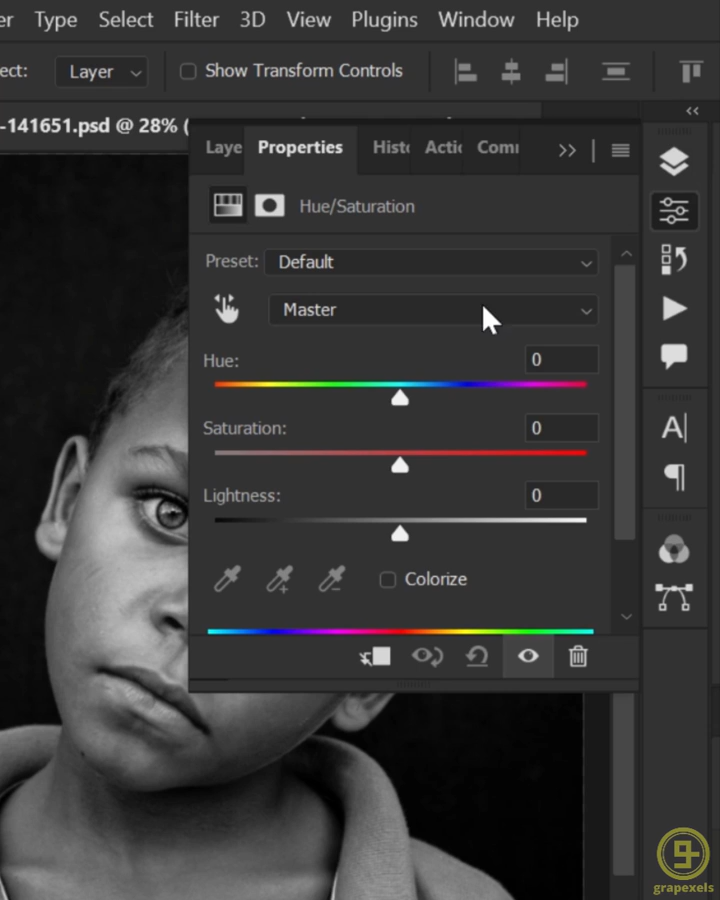 er Type Select Filter 3D View Plugins Window Help
ect: Layer Show Transform Controls
-141651.psd @ 28% (
Laye Properties Histo Actic Comm
Hue/Saturation
Preset: Default
Master
Hue: 0
Saturation: 0
Lightness: 0
Colorize
A
grapexels